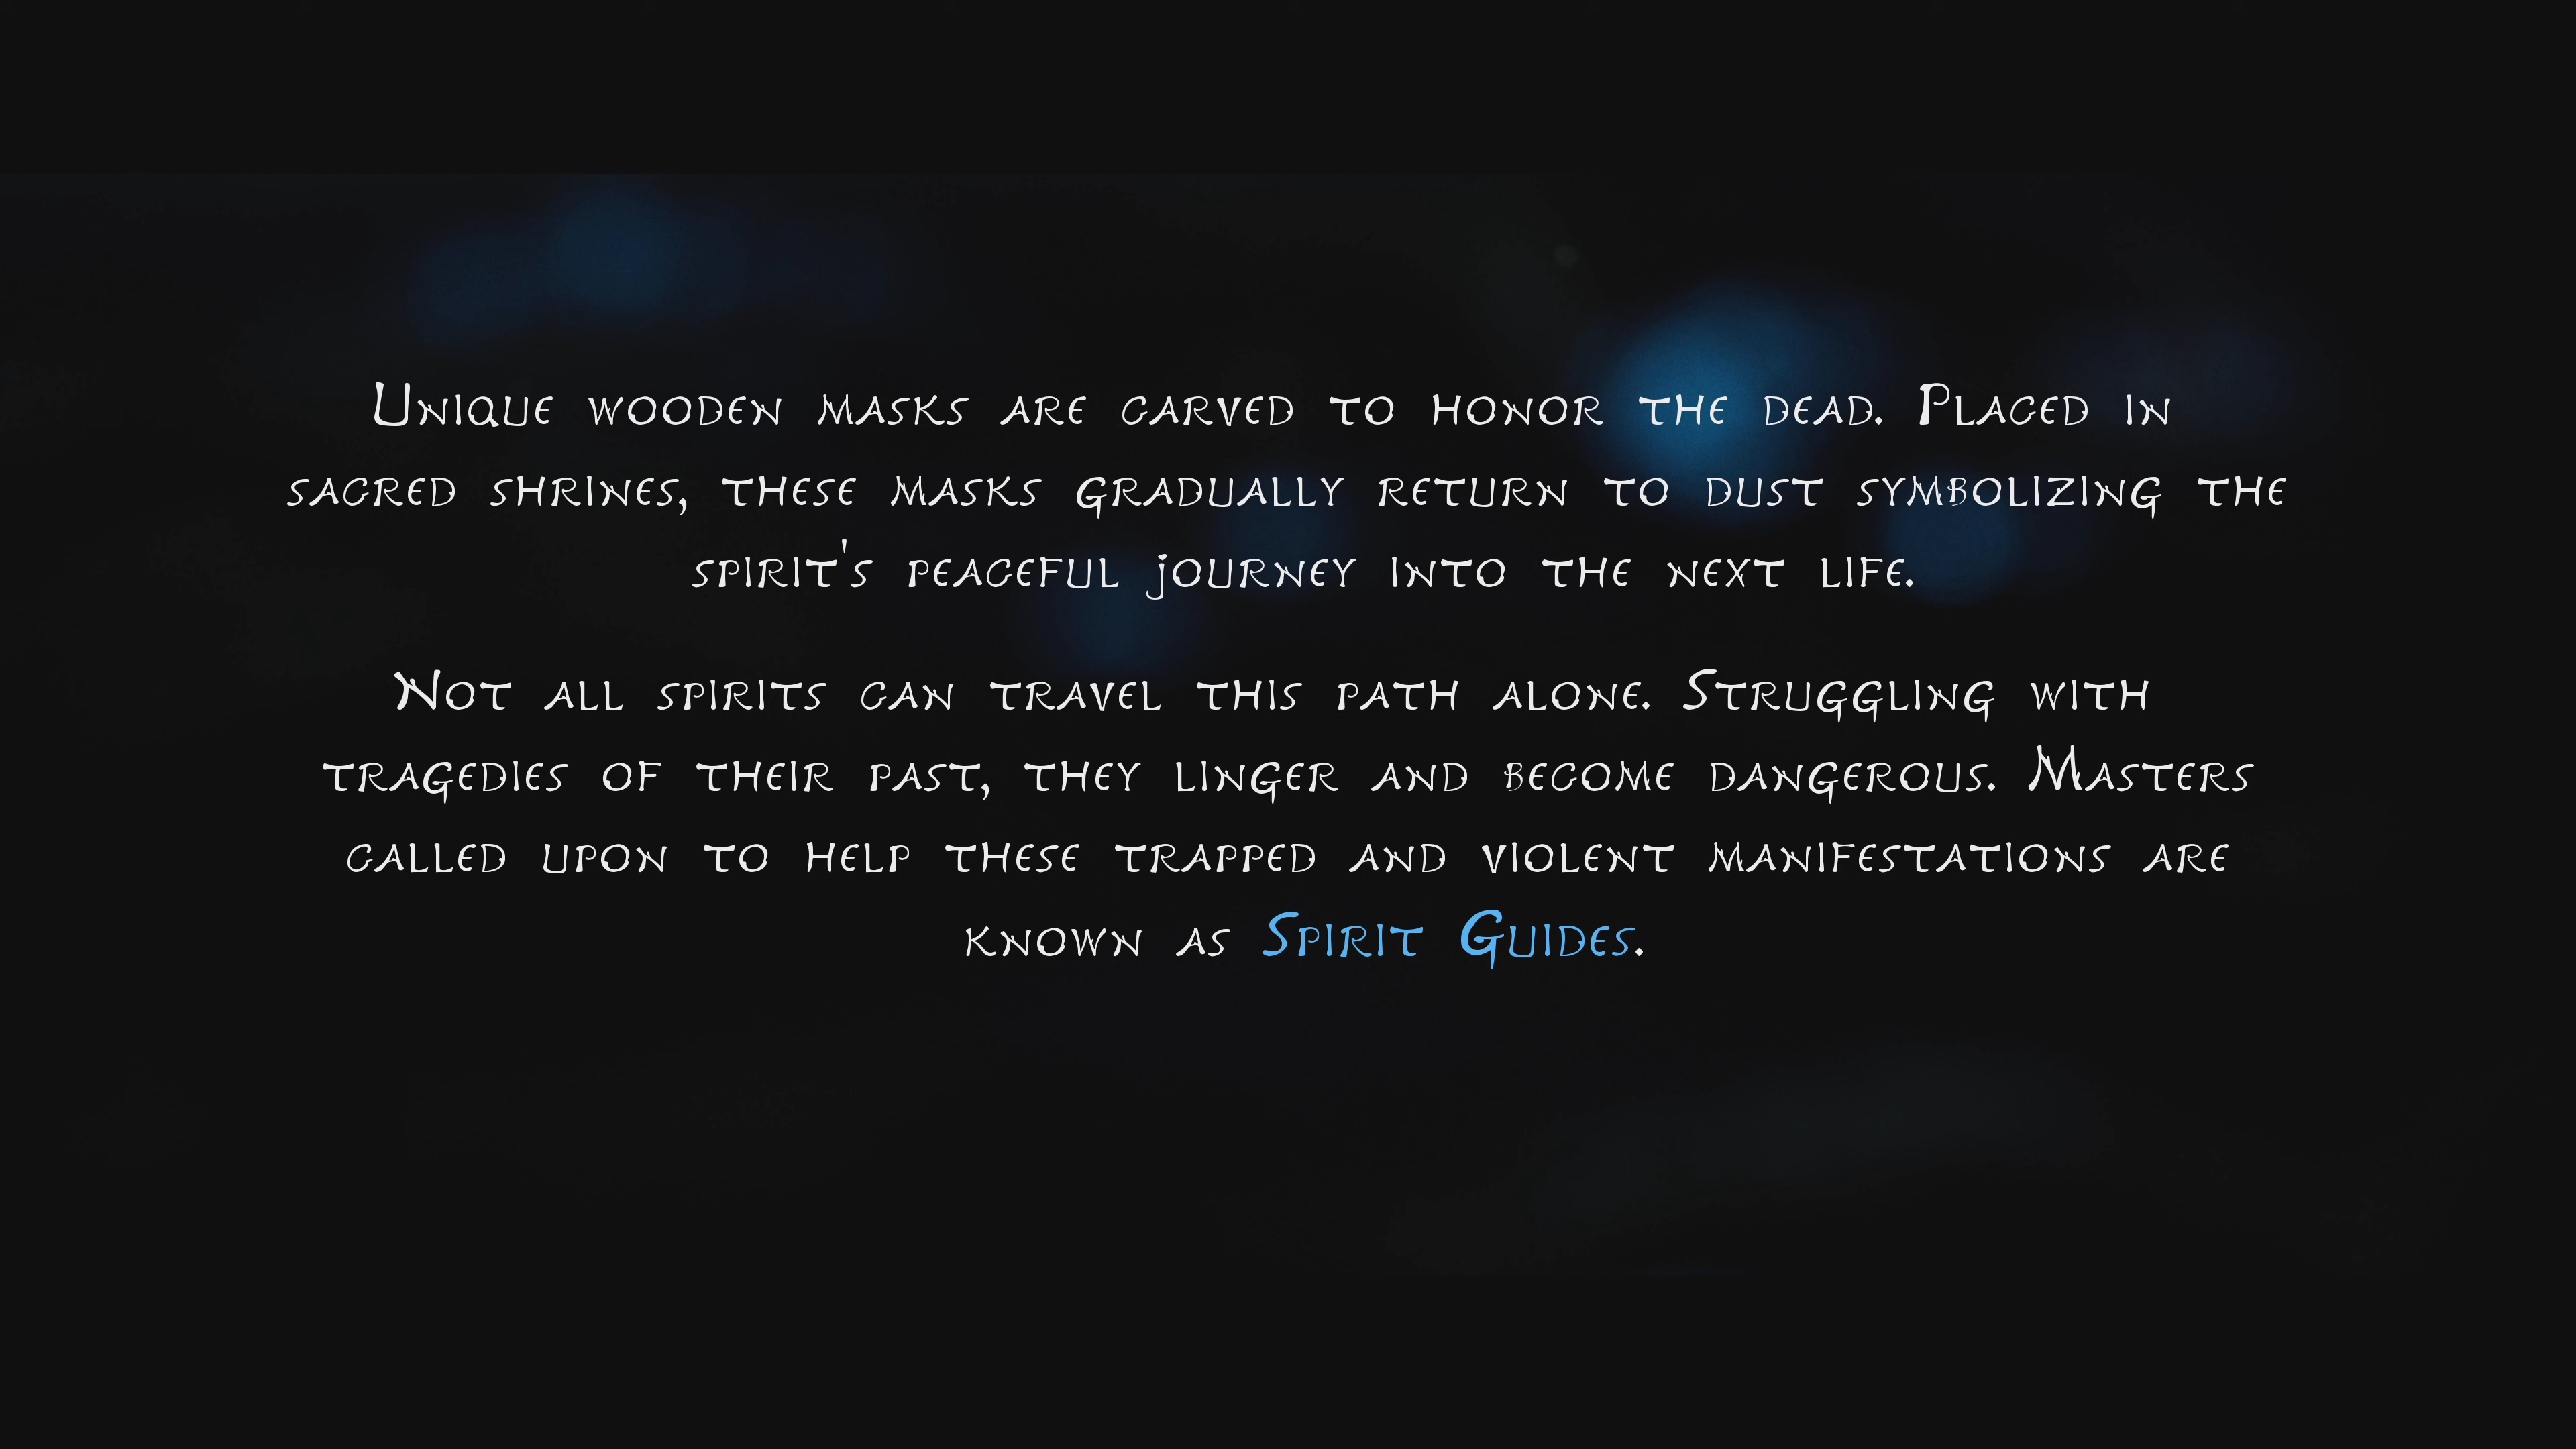 Unique wooden masks are carved to honor the dead. Placed in
sacred shrines, these masks gradually return to dust symbolizing the
spirit's peaceful journey into the next life.
Not all spirits can travel this path alone. Struggling with
tragedies of their past, they linger and become dangerous. Masters
called upon to help these trapped and violent manifestations are
known as Spirit Guides.